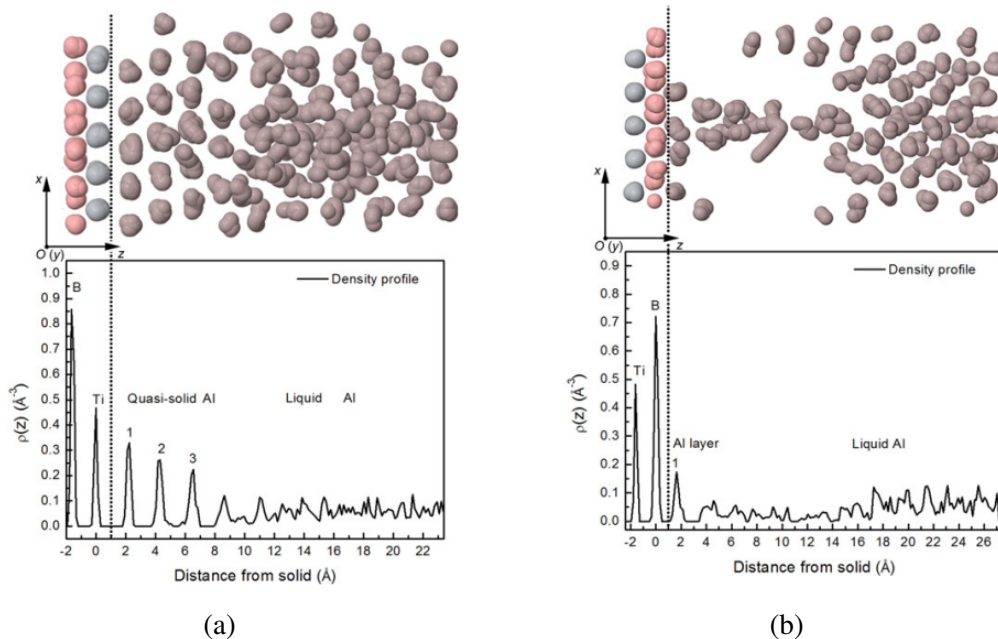 x
O (y)
z
Density profile
B
Ti
Quasi-solid Al
Liquid Al
1
2
3
1.0
0.9
0.8
0.7
0.6
0.5
0.4
0.3
0.2
0.1
0.0
ρ(z) (Å⁻³)
-2 0 2 4 6 8 10 12 14 16 18 20 22
Distance from solid (Å)
(a)
x
O (y)
z
Density profile
B
Ti
Al layer
Liquid Al
1
0.9
0.8
0.7
0.6
0.5
0.4
0.3
0.2
0.1
0.0
ρ(z) (Å⁻³)
-2 0 2 4 6 8 10 12 14 16 18 20 22 24 26
Distance from solid (Å)
(b)